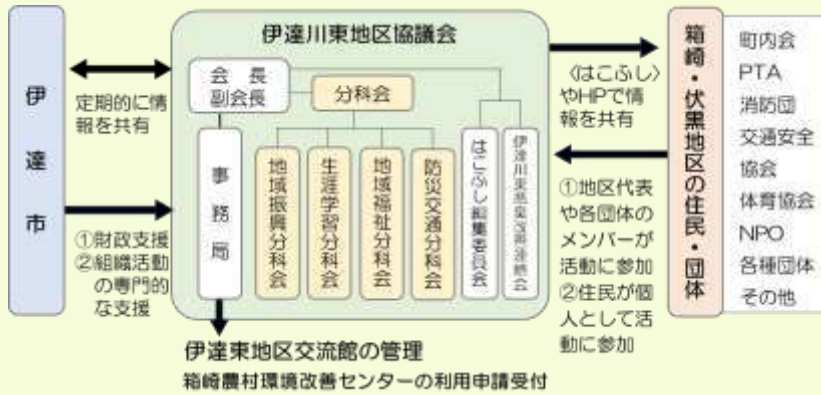 伊達市
定期的に情
報を共有
①財政支援
②組織活動
の専門的
な支援
伊達川東地区協議会
会長
副会長
分科会
事務局
地域振興分科会
生涯学習分科会
地域福祉分科会
防災交通分科会
はこふし編集委員会
伊達川東
伊達東地区交流館の管理
箱崎農村環境改善センターの利用申請受付
〈はこふし〉
やHPで情
報を共有
①地区代表
や各団体の
メンバーが
活動に参加
②住民が個
人として活
動に参加
箱崎・伏黒地区の住民・団体
町内会
PTA
消防団
交通安全
協会
体育協会
NPO
各種団体
その他